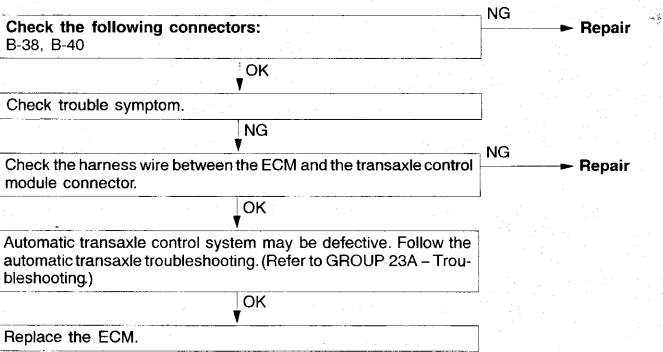 NG
Check the following connectors:
B-38, B-40
Repair
OK
Check trouble symptom.
NG
NG
Check the harness wire between the ECM and the transaxle control
module connector.
Repair
OK
Automatic transaxle control system may be defective. Follow the
automatic transaxle troubleshooting. (Refer to GROUP 23A – Trou-
bleshooting.)
OK
Replace the ECM.